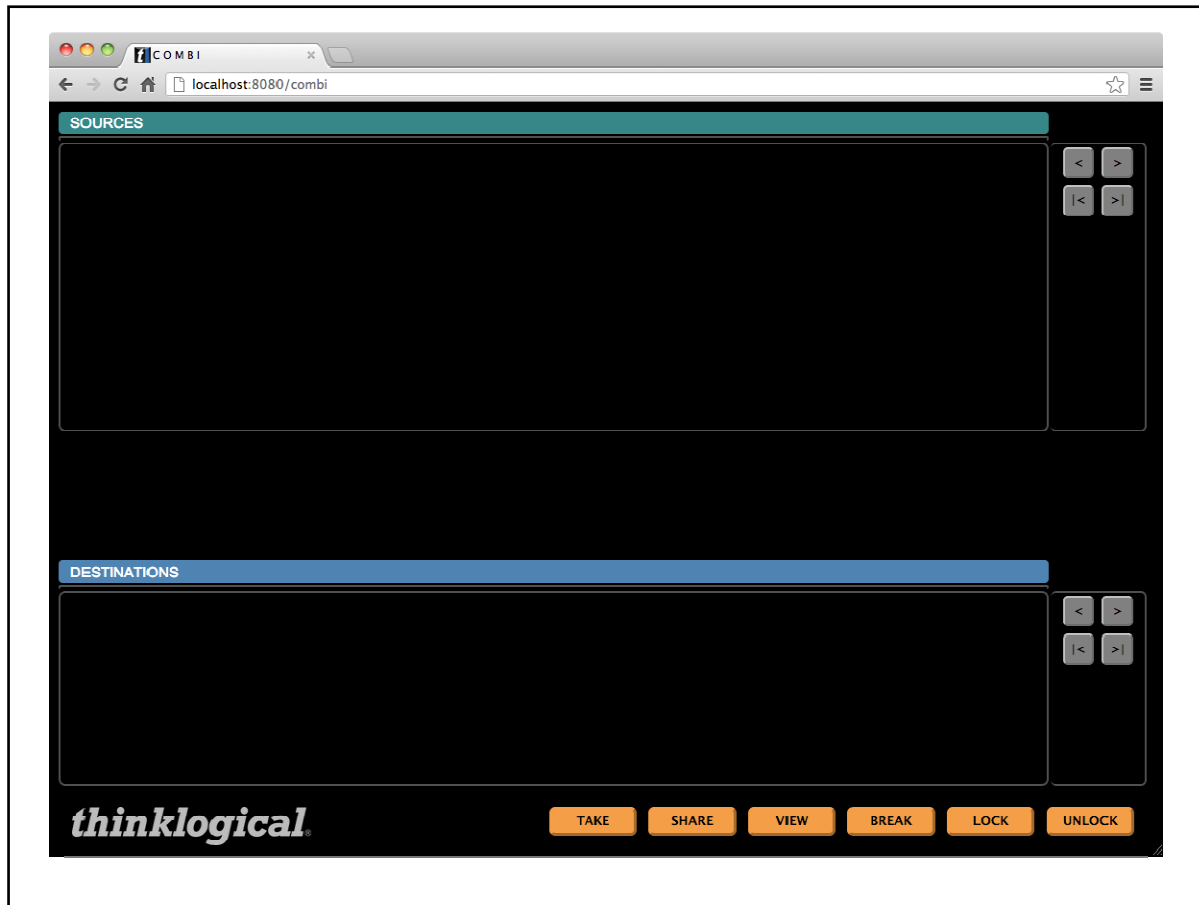 COMBI
localhost:8080/combi
SOURCES
< >
|< >|
DESTINATIONS
< >
|< >|
thinklogical®
TAKE SHARE VIEW BREAK LOCK UNLOCK